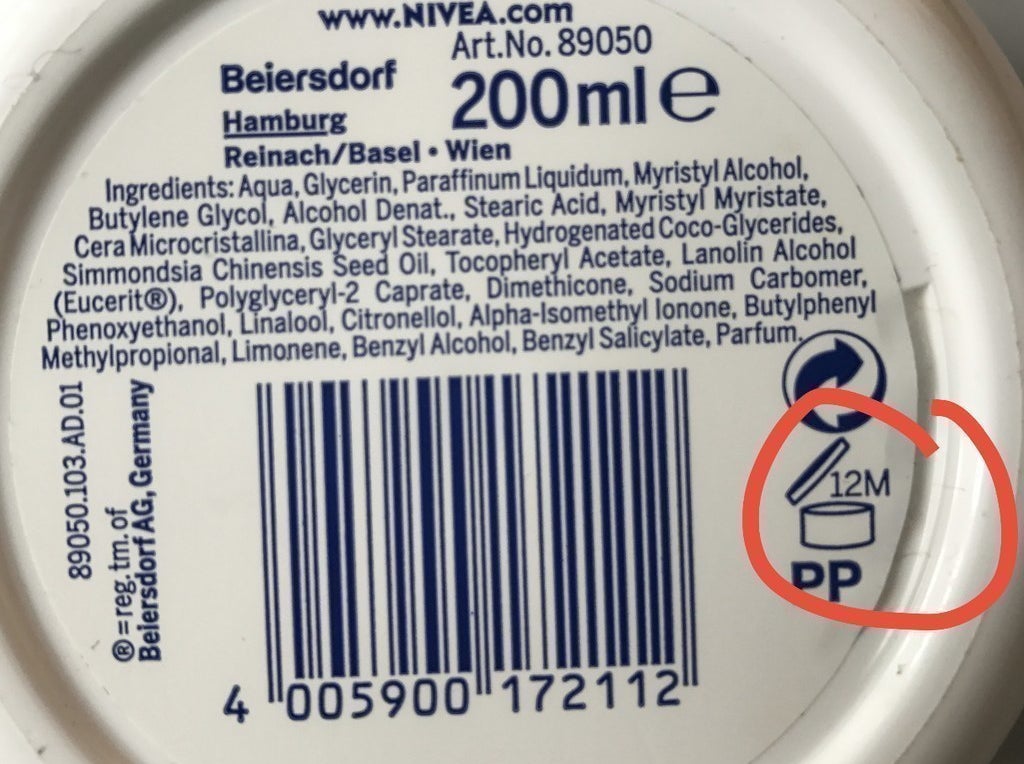 www.NIVEA.com
Art.No. 89050
Beiersdorf
200ml e
Hamburg
Reinach/Basel • Wien
Ingredients: Aqua, Glycerin, Paraffinum Liquidum, Myristyl Alcohol,
Butylene Glycol, Alcohol Denat., Stearic Acid, Myristyl Myristate,
Cera Microcristallina, Glyceryl Stearate, Hydrogenated Coco-Glycerides,
Simmondsia Chinensis Seed Oil, Tocopheryl Acetate, Lanolin Alcohol
(Eucerit®), Polyglyceryl-2 Caprate, Dimethicone, Sodium Carbomer,
Phenoxyethanol, Linalool, Citronellol, Alpha-Isomethyl Ionone, Butylphenyl
Methylpropional, Limonene, Benzyl Alcohol, Benzyl Salicylate, Parfum.
89050.103.AD.01
®=reg. tm. of
Beiersdorf AG, Germany
12M
PP
4 005900 172112